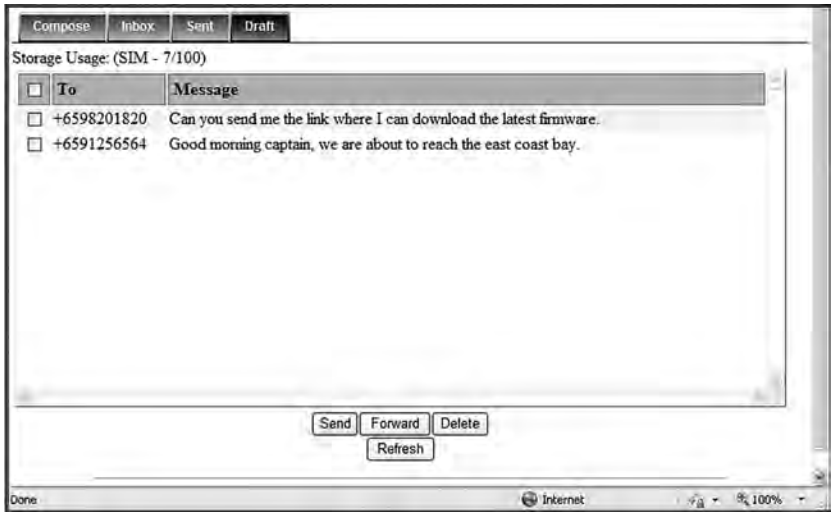 Compose Inbox Sent Draft
Storage Usage: (SIM - 7/100)
To Message
+6598201820 Can you send me the link where I can download the latest firmware.
+6591256564 Good morning captain, we are about to reach the east coast bay.
Send Forward Delete
Refresh
Done Internet 100%